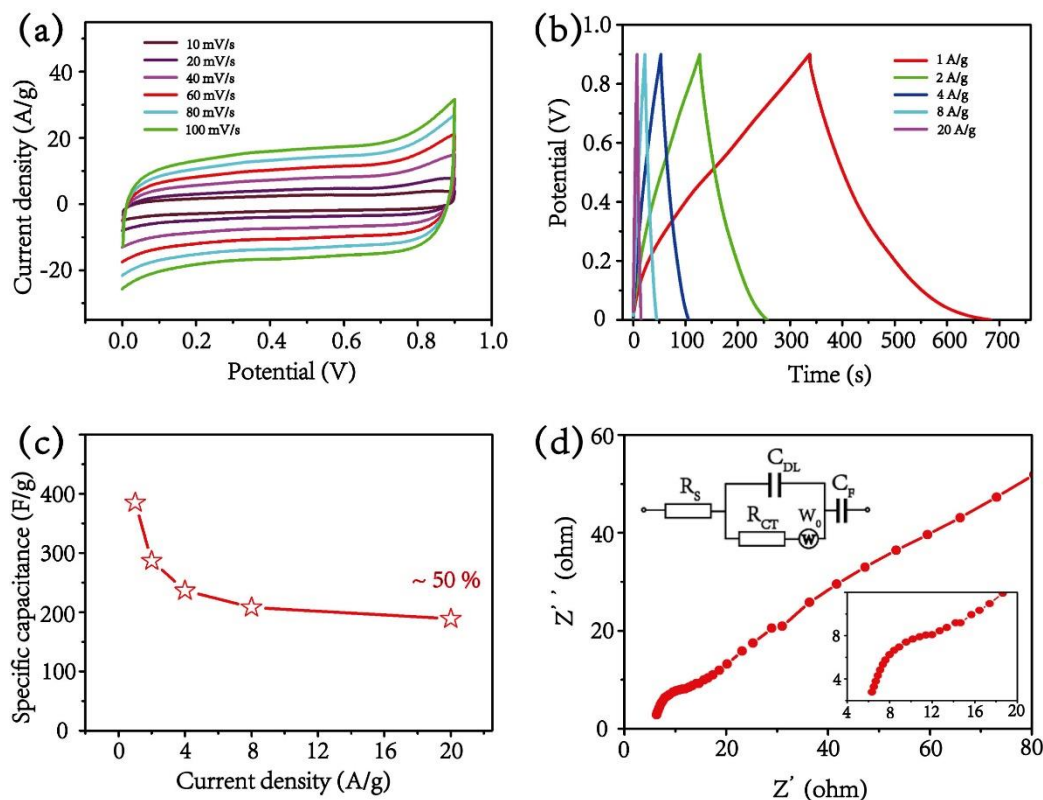 (a)
10 mV/s
20 mV/s
40 mV/s
60 mV/s
80 mV/s
100 mV/s
Current density (A/g)
40
20
0
-20
0.0
0.2
0.4
0.6
0.8
1.0
Potential (V)
(b)
1 A/g
2 A/g
4 A/g
8 A/g
20 A/g
Potential (V)
1.0
0.8
0.6
0.4
0.2
0
0
100
200
300
400
500
600
700
Time (s)
(c)
Specific capacitance (F/g)
500
400
300
200
100
0
~ 50 %
0
4
8
12
16
20
Current density (A/g)
(d)
Z'' (ohm)
60
40
20
0
R_S
C_DL
R_CT
W_0
W
C_F
8
4
4
8
12
16
20
0
20
40
60
80
Z' (ohm)